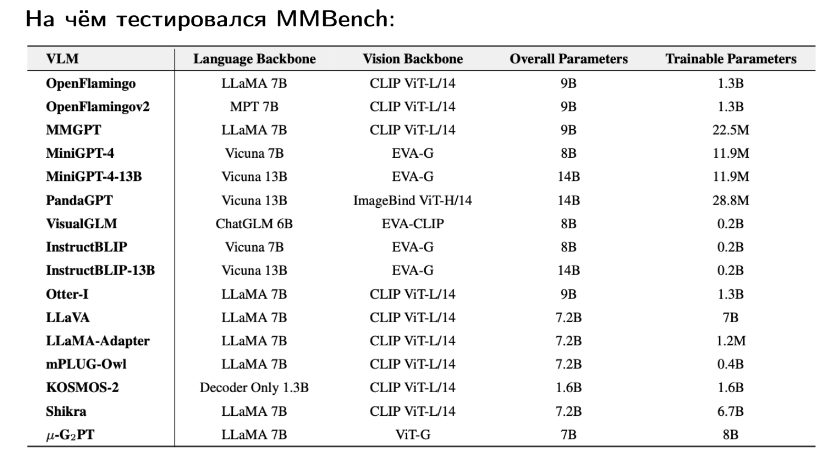 На чём тестировался MMBench:
VLM Language Backbone Vision Backbone Overall Parameters Trainable Parameters
OpenFlamingo LLaMA 7B CLIP ViT-L/14 9B 1.3B
OpenFlamingov2 MPT 7B CLIP ViT-L/14 9B 1.3B
MMGPT LLaMA 7B CLIP ViT-L/14 9B 22.5M
MiniGPT-4 Vicuna 7B EVA-G 8B 11.9M
MiniGPT-4-13B Vicuna 13B EVA-G 14B 11.9M
PandaGPT Vicuna 13B ImageBind ViT-H/14 14B 28.8M
VisualGLM ChatGLM 6B EVA-CLIP 8B 0.2B
InstructBLIP Vicuna 7B EVA-G 8B 0.2B
InstructBLIP-13B Vicuna 13B EVA-G 14B 0.2B
Otter-I LLaMA 7B CLIP ViT-L/14 9B 1.3B
LLaVA LLaMA 7B CLIP ViT-L/14 7.2B 7B
LLaMA-Adapter LLaMA 7B CLIP ViT-L/14 7.2B 1.2M
mPLUG-Owl LLaMA 7B CLIP ViT-L/14 7.2B 0.4B
KOSMOS-2 Decoder Only 1.3B CLIP ViT-L/14 1.6B 1.6B
Shikra LLaMA 7B CLIP ViT-L/14 7.2B 6.7B
μ-G₂PT LLaMA 7B ViT-G 7B 8B